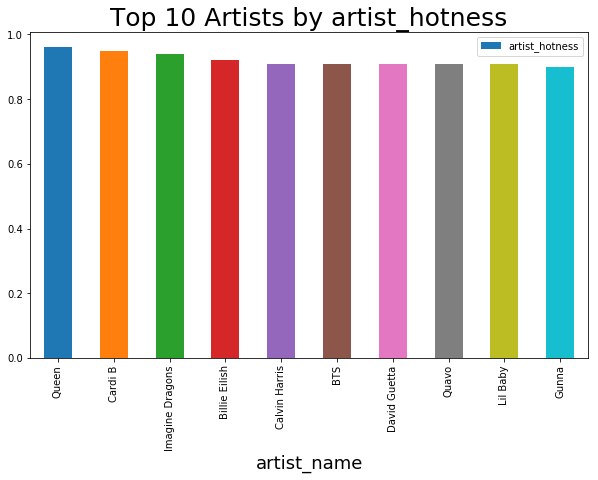 Top 10 Artists by artist_hotness
artist_hotness
1.0
0.8
0.6
0.4
0.2
0.0
Queen
Cardi B
Imagine Dragons
Billie Eilish
Calvin Harris
BTS
David Guetta
Quavo
Lil Baby
Gunna
artist_name